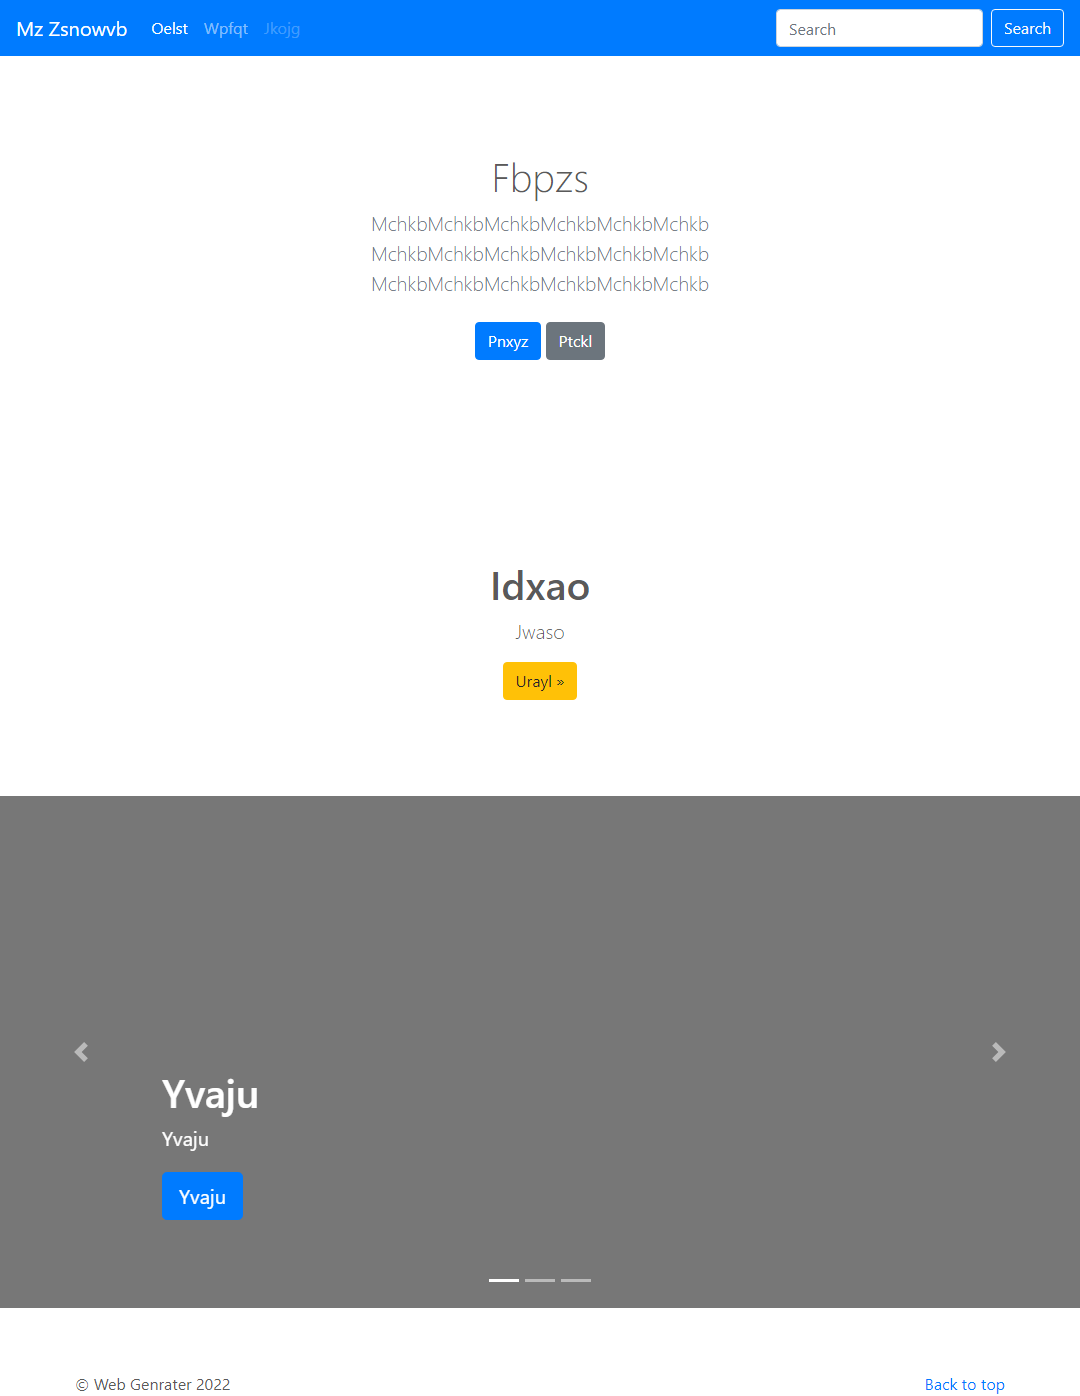 Mz Zsnowvb Oelst Wpfqt Jkojg Search Search
Fbpzs
MchkbMchkbMchkbMchkbMchkbMchkb
MchkbMchkbMchkbMchkbMchkbMchkb
MchkbMchkbMchkbMchkbMchkbMchkb
Pnxyz Ptckl
Idxao
Jwaso
Urayl »
Yvaju
Yvaju
Yvaju
© Web Genrater 2022 Back to top